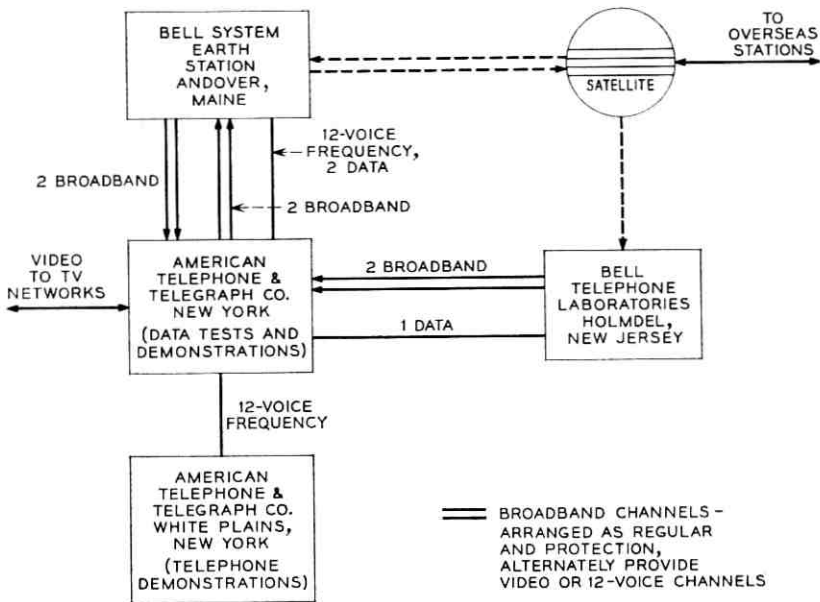 BELL SYSTEM
EARTH
STATION
ANDOVER,
MAINE
SATELLITE
TO
OVERSEAS
STATIONS
12-VOICE
FREQUENCY,
2 DATA
2 BROADBAND
2 BROADBAND
VIDEO
TO TV
NETWORKS
AMERICAN
TELEPHONE &
TELEGRAPH CO.
NEW YORK
(DATA TESTS AND
DEMONSTRATIONS)
2 BROADBAND
1 DATA
BELL
TELEPHONE
LABORATORIES
HOLMDEL,
NEW JERSEY
12-VOICE
FREQUENCY
AMERICAN
TELEPHONE &
TELEGRAPH CO.
WHITE PLAINS,
NEW YORK
(TELEPHONE
DEMONSTRATIONS)
BROADBAND CHANNELS –
ARRANGED AS REGULAR
AND PROTECTION,
ALTERNATELY PROVIDE
VIDEO OR 12-VOICE CHANNELS